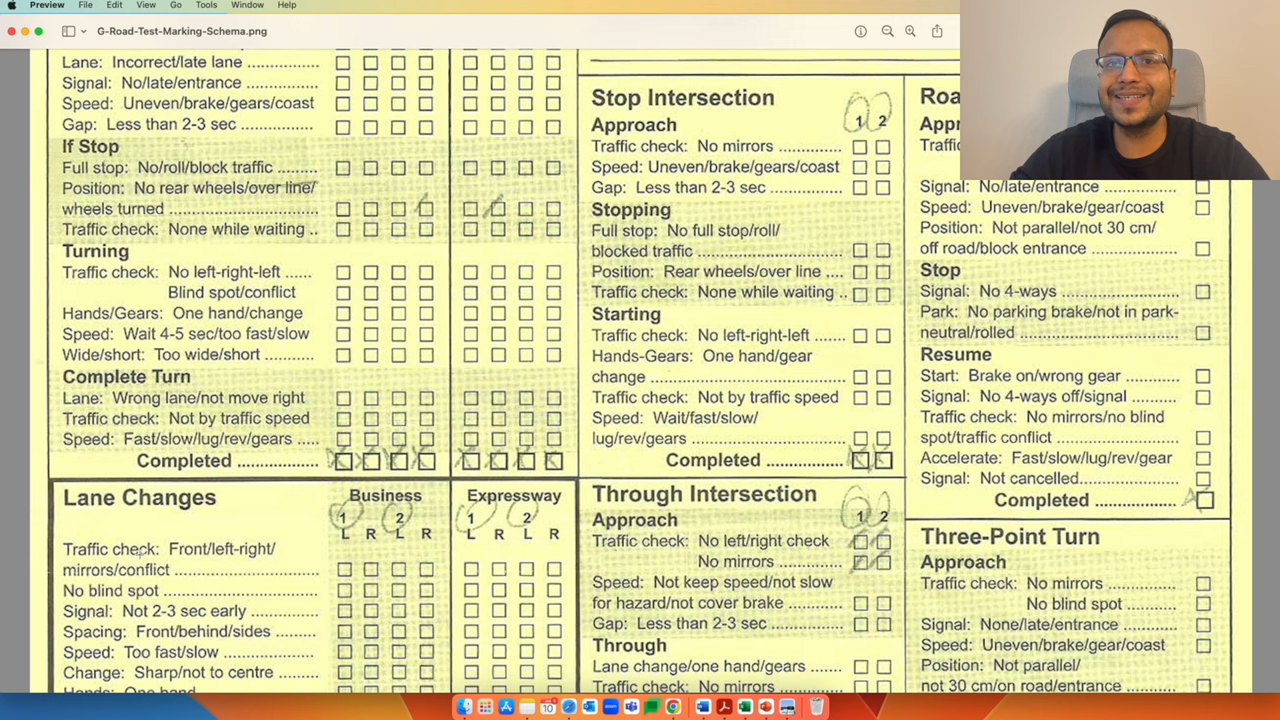 Preview File Edit View Go Tools Window Help
G-Road-Test-Marking-Schema.png
Lane: Incorrect/late lane
Signal: No/late/entrance
Speed: Uneven/brake/gears/coast
Gap: Less than 2-3 sec
If Stop
Full stop: No/roll/block traffic
Position: No rear wheels/over line/
wheels turned
Traffic check: None while waiting ..
Turning
Traffic check: No left-right-left
Blind spot/conflict
Hands/Gears: One hand/change
Speed: Wait 4-5 sec/too fast/slow
Wide/short: Too wide/short
Complete Turn
Lane: Wrong lane/not move right
Traffic check: Not by traffic speed
Speed: Fast/slow/lug/rev/gears
Completed
Lane Changes Business Expressway
1 2 1 2
L R L R L R L R
Traffic check: Front/left-right/
mirrors/conflict
No blind spot
Signal: Not 2-3 sec early
Spacing: Front/behind/sides
Speed: Too fast/slow
Change: Sharp/not to centre
Hands: One hand
Stop Intersection
Approach 1 2
Traffic check: No mirrors
Speed: Uneven/brake/gears/coast
Gap: Less than 2-3 sec
Stopping
Full stop: No full stop/roll/
blocked traffic
Position: Rear wheels/over line
Traffic check: None while waiting ..
Starting
Traffic check: No left-right-left
Hands-Gears: One hand/gear
change
Traffic check: Not by traffic speed
Speed: Wait/fast/slow/
lug/rev/gears
Completed
Through Intersection
Approach 1 2
Traffic check: No left/right check
No mirrors
Speed: Not keep speed/not slow
for hazard/not cover brake
Gap: Less than 2-3 sec
Through
Lane change/one hand/gears
Traffic check: No mirrors
Roa
Appr
Traffic
Signal: No/late/entrance
Speed: Uneven/brake/gear/coast
Position: Not parallel/not 30 cm/
off road/block entrance
Stop
Signal: No 4-ways
Park: No parking brake/not in park-
neutral/rolled
Resume
Start: Brake on/wrong gear
Signal: No 4-ways off/signal
Traffic check: No mirrors/no blind
spot/traffic conflict
Accelerate: Fast/slow/lug/rev/gear
Signal: Not cancelled
Completed
Three-Point Turn
Approach
Traffic check: No mirrors
No blind spot
Signal: None/late/entrance
Speed: Uneven/brake/gear/coast
Position: Not parallel/
not 30 cm/on road/entrance